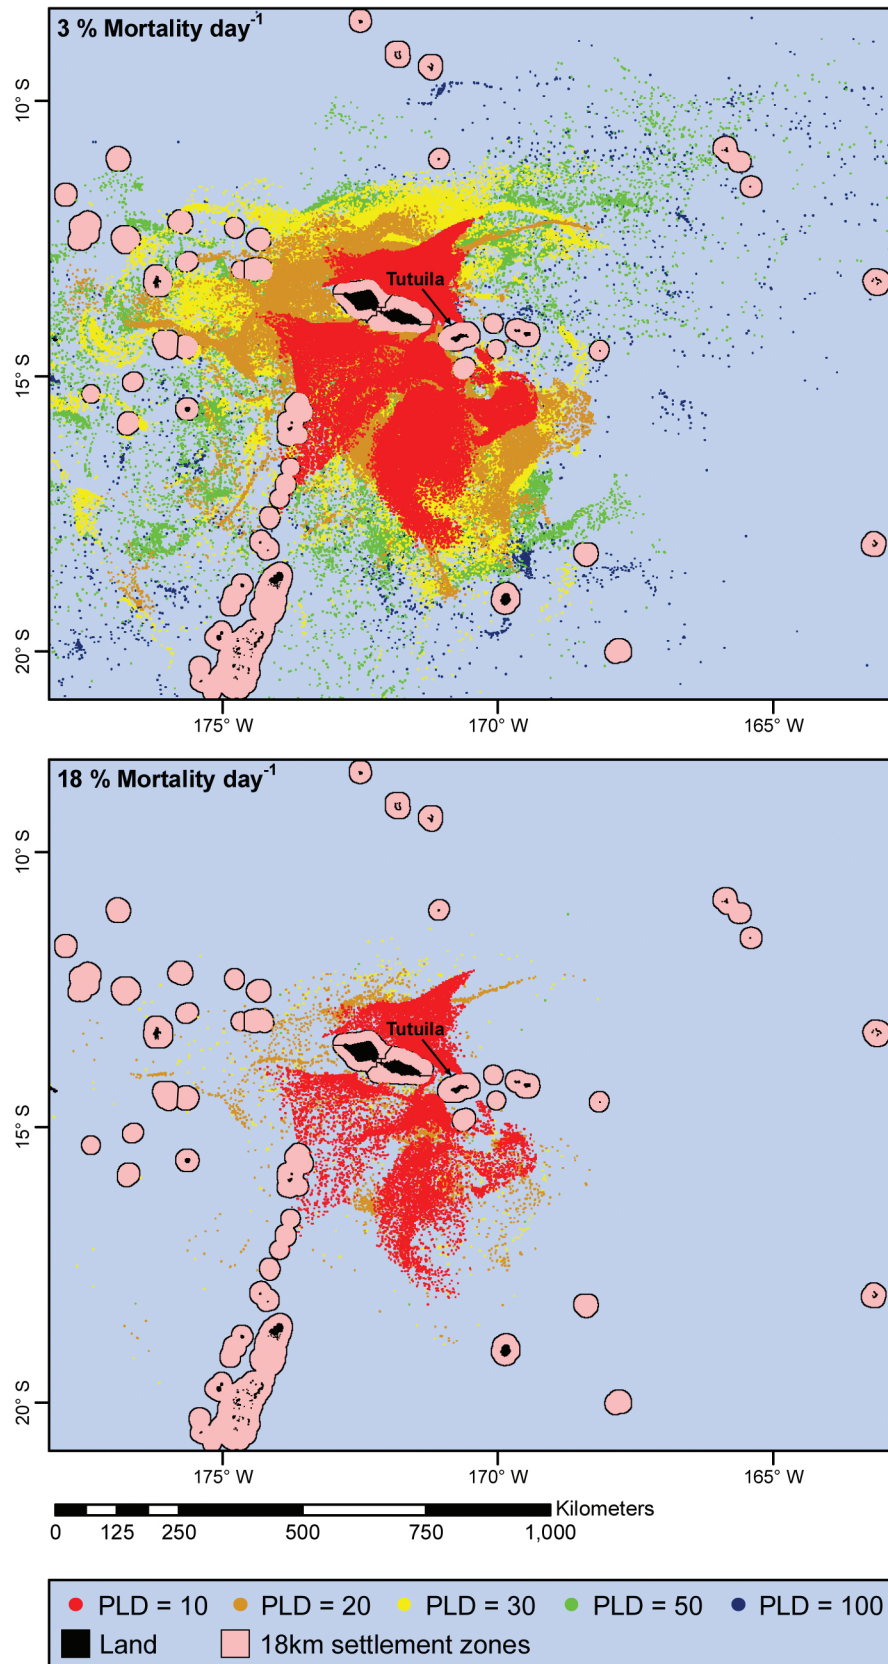 3 % Mortality day-1
10° S
Tutuila
15° S
20° S
175° W 170° W 165° W
18 % Mortality day-1
10° S
Tutuila
15° S
20° S
175° W 170° W 165° W
Kilometers
0 125 250 500 750 1,000
PLD = 10 PLD = 20 PLD = 30 PLD = 50 PLD = 100
Land 18km settlement zones